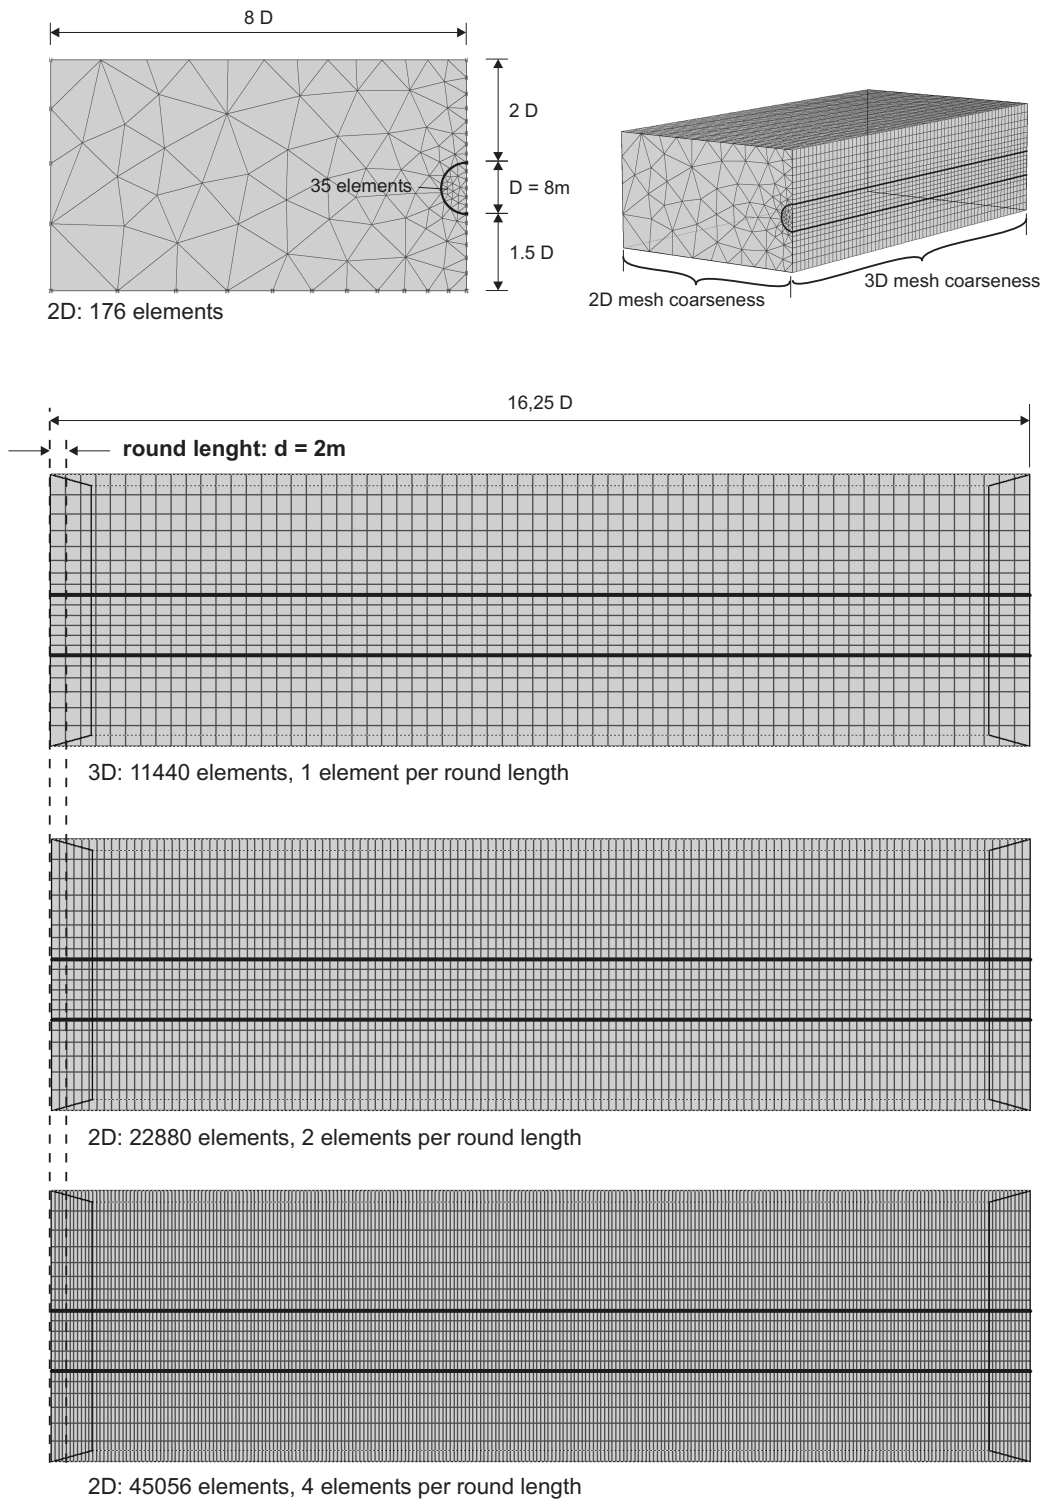 8 D
2 D
35 elements
D = 8m
1.5 D
2D: 176 elements
2D mesh coarseness
3D mesh coarseness
16,25 D
round lenght: d = 2m
3D: 11440 elements, 1 element per round length
2D: 22880 elements, 2 elements per round length
2D: 45056 elements, 4 elements per round length